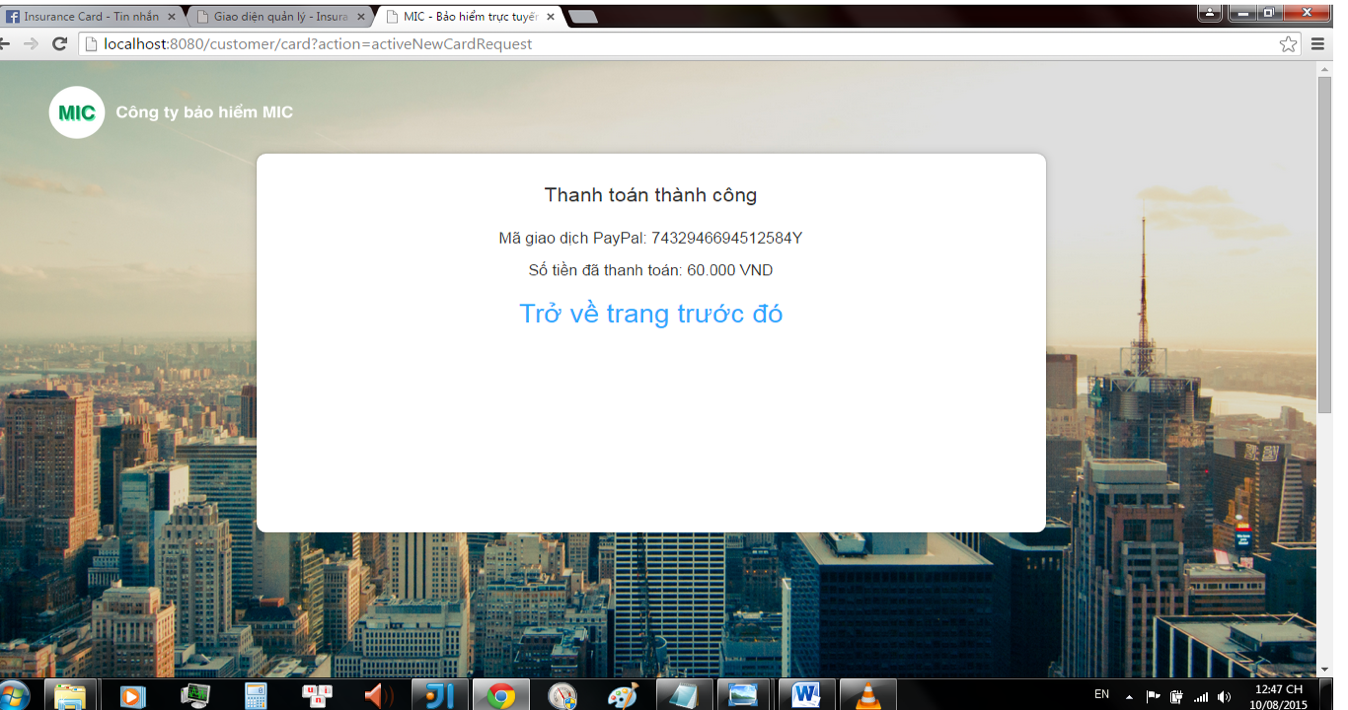 Insurance Card - Tin nhắn
Giao diện quản lý - Insura
MIC - Bảo hiểm trực tuyến
localhost:8080/customer/card?action=activeNewCardRequest
MIC
Công ty bảo hiểm MIC
Thanh toán thành công
Mã giao dịch PayPal: 7432946694512584Y
Số tiền đã thanh toán: 60.000 VND
Trở về trang trước đó
EN
12:47 CH
10/08/2015